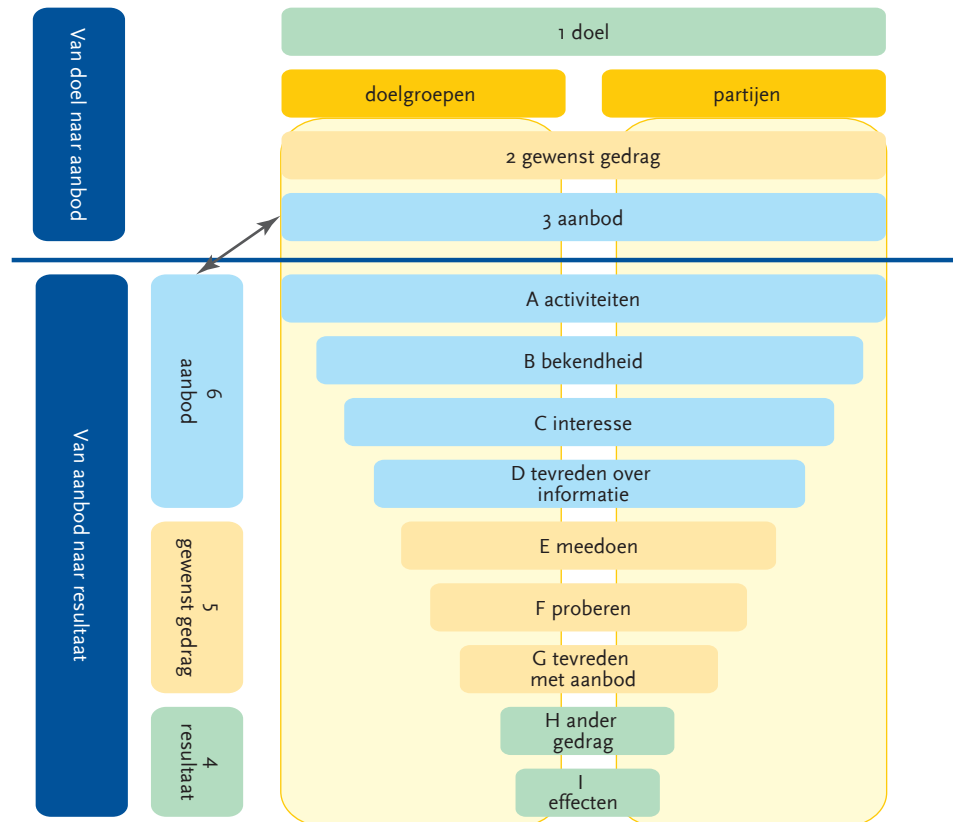 Van doel naar aanbod
1 doel
doelgroepen
partijen
2 gewenst gedrag
3 aanbod
Van aanbod naar resultaat
6
aanbod
A activiteiten
B bekendheid
C interesse
D tevreden over
informatie
5
gewenst gedrag
E meedoen
F proberen
G tevreden
met aanbod
4
resultaat
H ander
gedrag
I
effecten